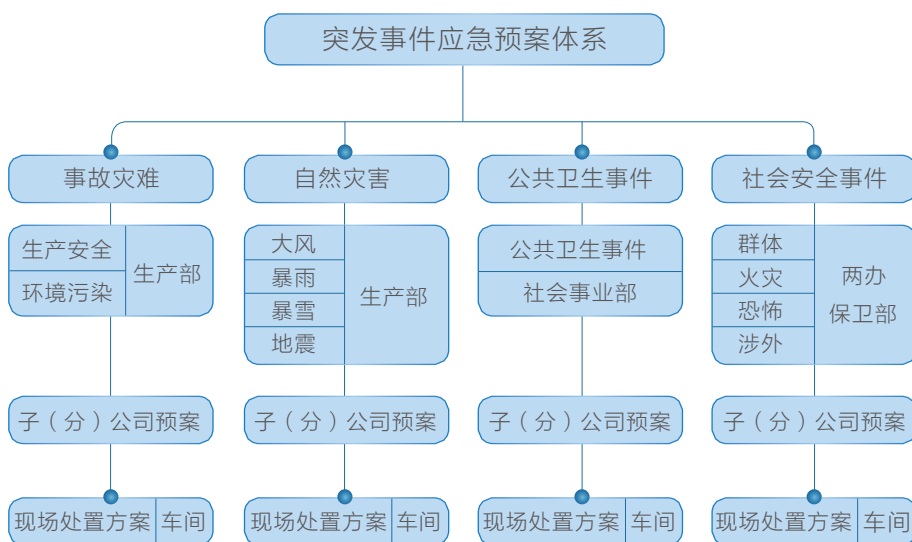 突发事件应急预案体系
事故灾难
自然灾害
公共卫生事件
社会安全事件
生产安全
环境污染
生产部
大风
暴雨
暴雪
地震
生产部
公共卫生事件
社会事业部
群体
火灾
恐怖
涉外
两办
保卫部
子（分）公司预案
子（分）公司预案
子（分）公司预案
子（分）公司预案
现场处置方案 车间
现场处置方案 车间
现场处置方案 车间
现场处置方案 车间